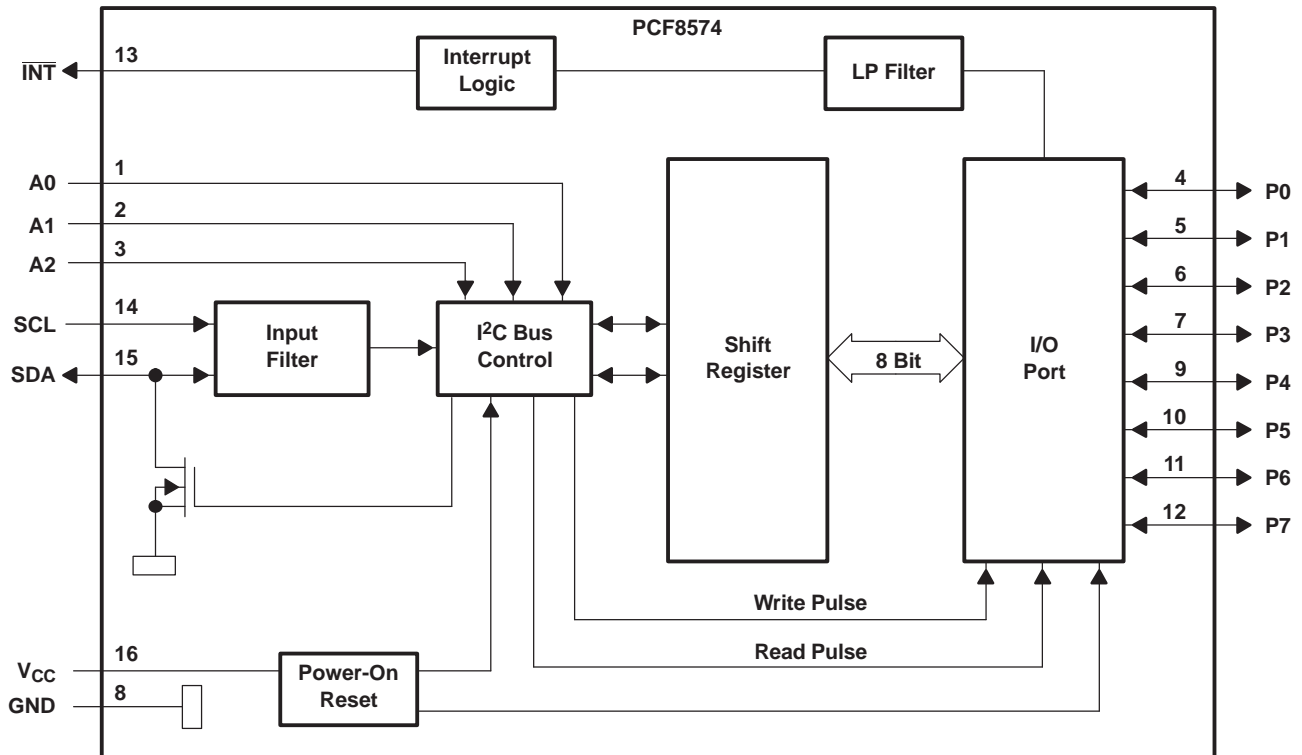 PCF8574
INT
13
Interrupt
Logic
LP Filter
A0
1
A1
2
A2
3
SCL
14
SDA
15
Input
Filter
I2C Bus
Control
Shift
Register
8 Bit
I/O
Port
4
P0
5
P1
6
P2
7
P3
9
P4
10
P5
11
P6
12
P7
Write Pulse
Read Pulse
VCC
16
GND
8
Power-On
Reset